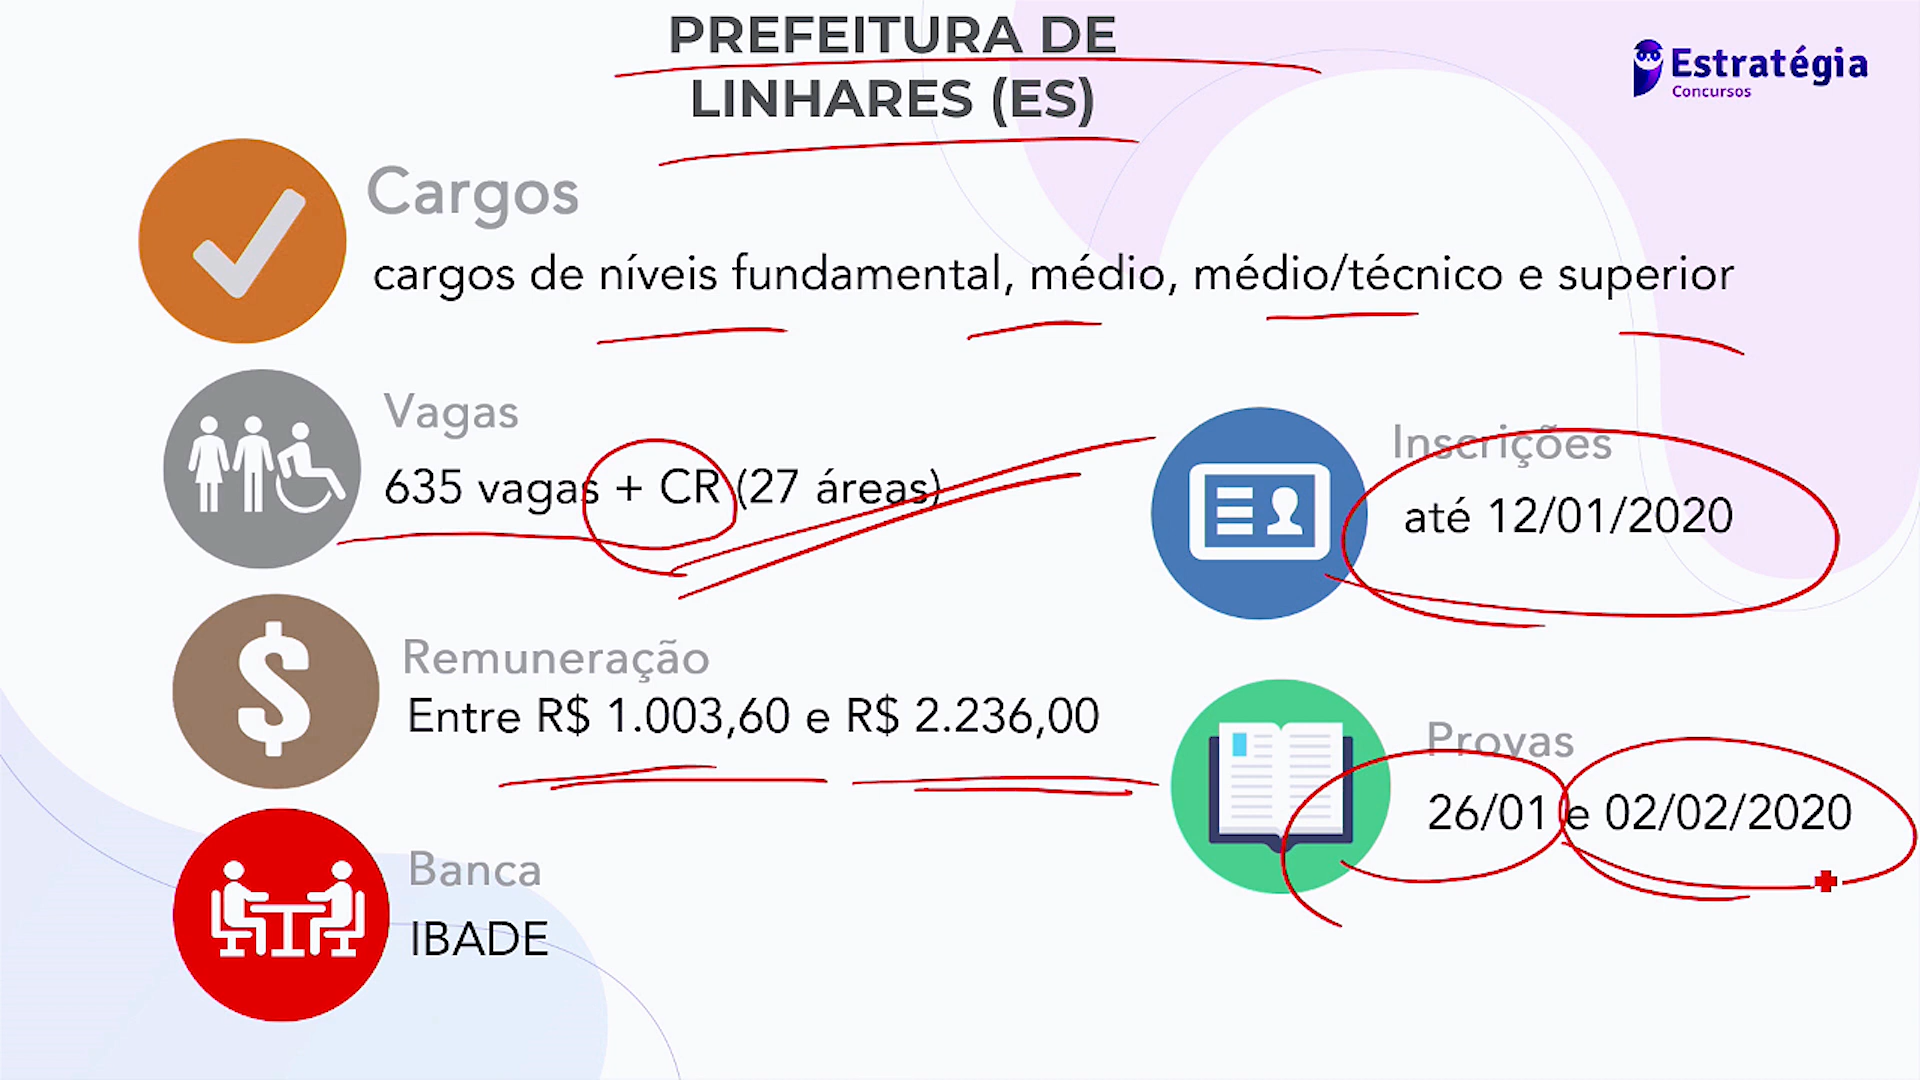 PREFEITURA DE
LINHARES (ES)
Estratégia
Concursos
Cargos
cargos de níveis fundamental, médio, médio/técnico e superior
Vagas
635 vagas + CR (27 áreas)
Inscrições
até 12/01/2020
Remuneração
Entre R$ 1.003,60 e R$ 2.236,00
Provas
26/01 e 02/02/2020
Banca
IBADE